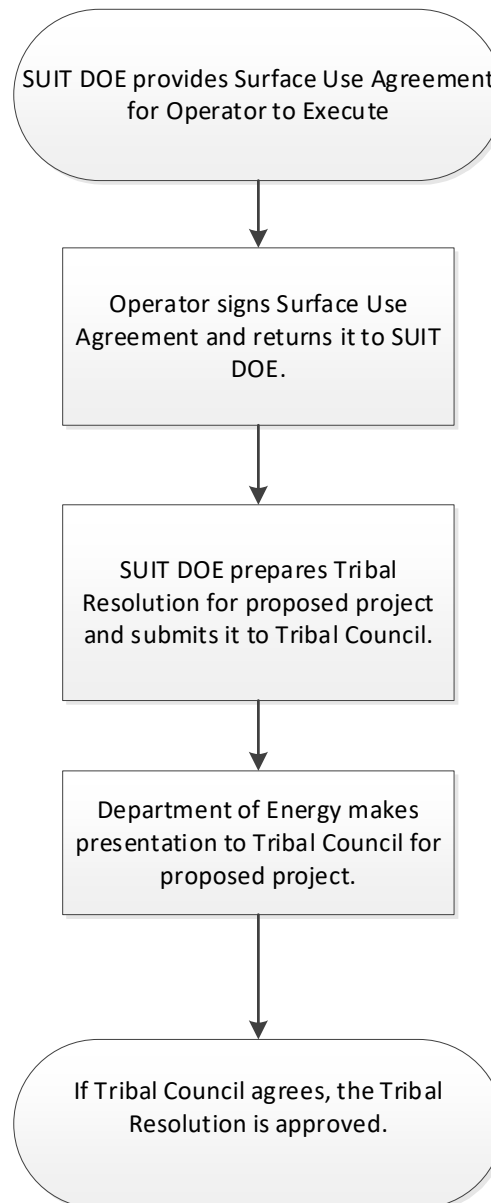 SUIT DOE provides Surface Use Agreement
for Operator to Execute
Operator signs Surface Use
Agreement and returns it to SUIT
DOE.
SUIT DOE prepares Tribal
Resolution for proposed project
and submits it to Tribal Council.
Department of Energy makes
presentation to Tribal Council for
proposed project.
If Tribal Council agrees, the Tribal
Resolution is approved.